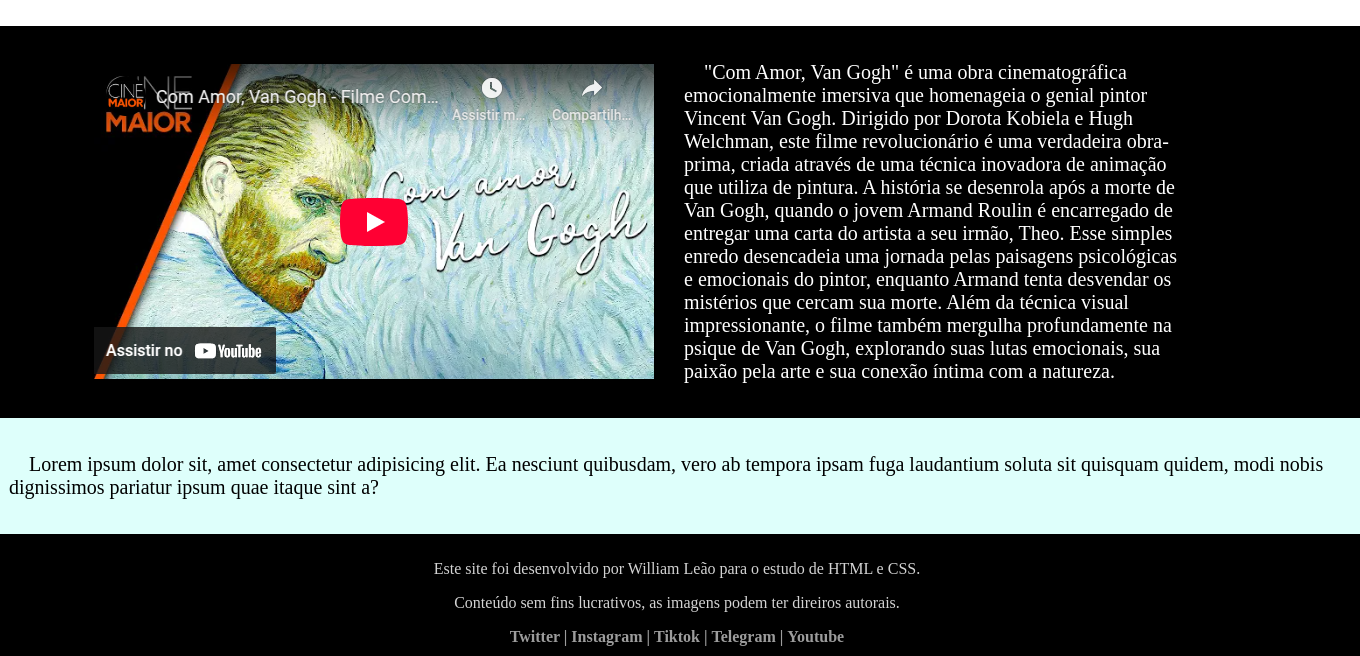 CINE
MAIOR
CINE
MAIOR
Com Amor, Van Gogh - Filme Com...
Assistir m...
Compartilh...
Com amor,
Van Gogh
Assistir no YouTube
"Com Amor, Van Gogh" é uma obra cinematográfica
emocionalmente imersiva que homenageia o genial pintor
Vincent Van Gogh. Dirigido por Dorota Kobiela e Hugh
Welchman, este filme revolucionário é uma verdadeira obra-
prima, criada através de uma técnica inovadora de animação
que utiliza de pintura. A história se desenrola após a morte de
Van Gogh, quando o jovem Armand Roulin é encarregado de
entregar uma carta do artista a seu irmão, Theo. Esse simples
enredo desencadeia uma jornada pelas paisagens psicológicas
e emocionais do pintor, enquanto Armand tenta desvendar os
mistérios que cercam sua morte. Além da técnica visual
impressionante, o filme também mergulha profundamente na
psique de Van Gogh, explorando suas lutas emocionais, sua
paixão pela arte e sua conexão íntima com a natureza.
Lorem ipsum dolor sit, amet consectetur adipisicing elit. Ea nesciunt quibusdam, vero ab tempora ipsam fuga laudantium soluta sit quisquam quidem, modi nobis
dignissimos pariatur ipsum quae itaque sint a?
Este site foi desenvolvido por William Leão para o estudo de HTML e CSS.
Conteúdo sem fins lucrativos, as imagens podem ter direiros autorais.
Twitter | Instagram | Tiktok | Telegram | Youtube